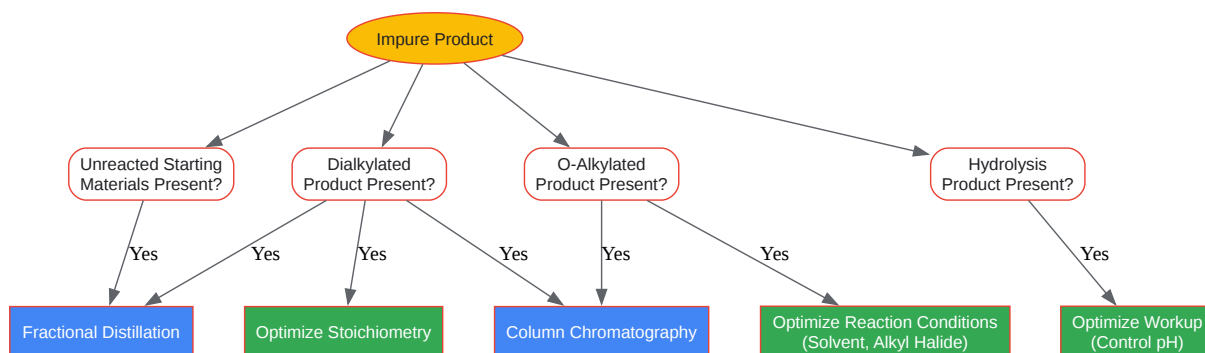 Impure Product
Unreacted Starting
Materials Present?
Dialkylated
Product Present?
O-Alkylated
Product Present?
Hydrolysis
Product Present?
Yes
Yes
Yes
Yes
Yes
Yes
Yes
Fractional Distillation
Optimize Stoichiometry
Column Chromatography
Optimize Reaction Conditions
(Solvent, Alkyl Halide)
Optimize Workup
(Control pH)